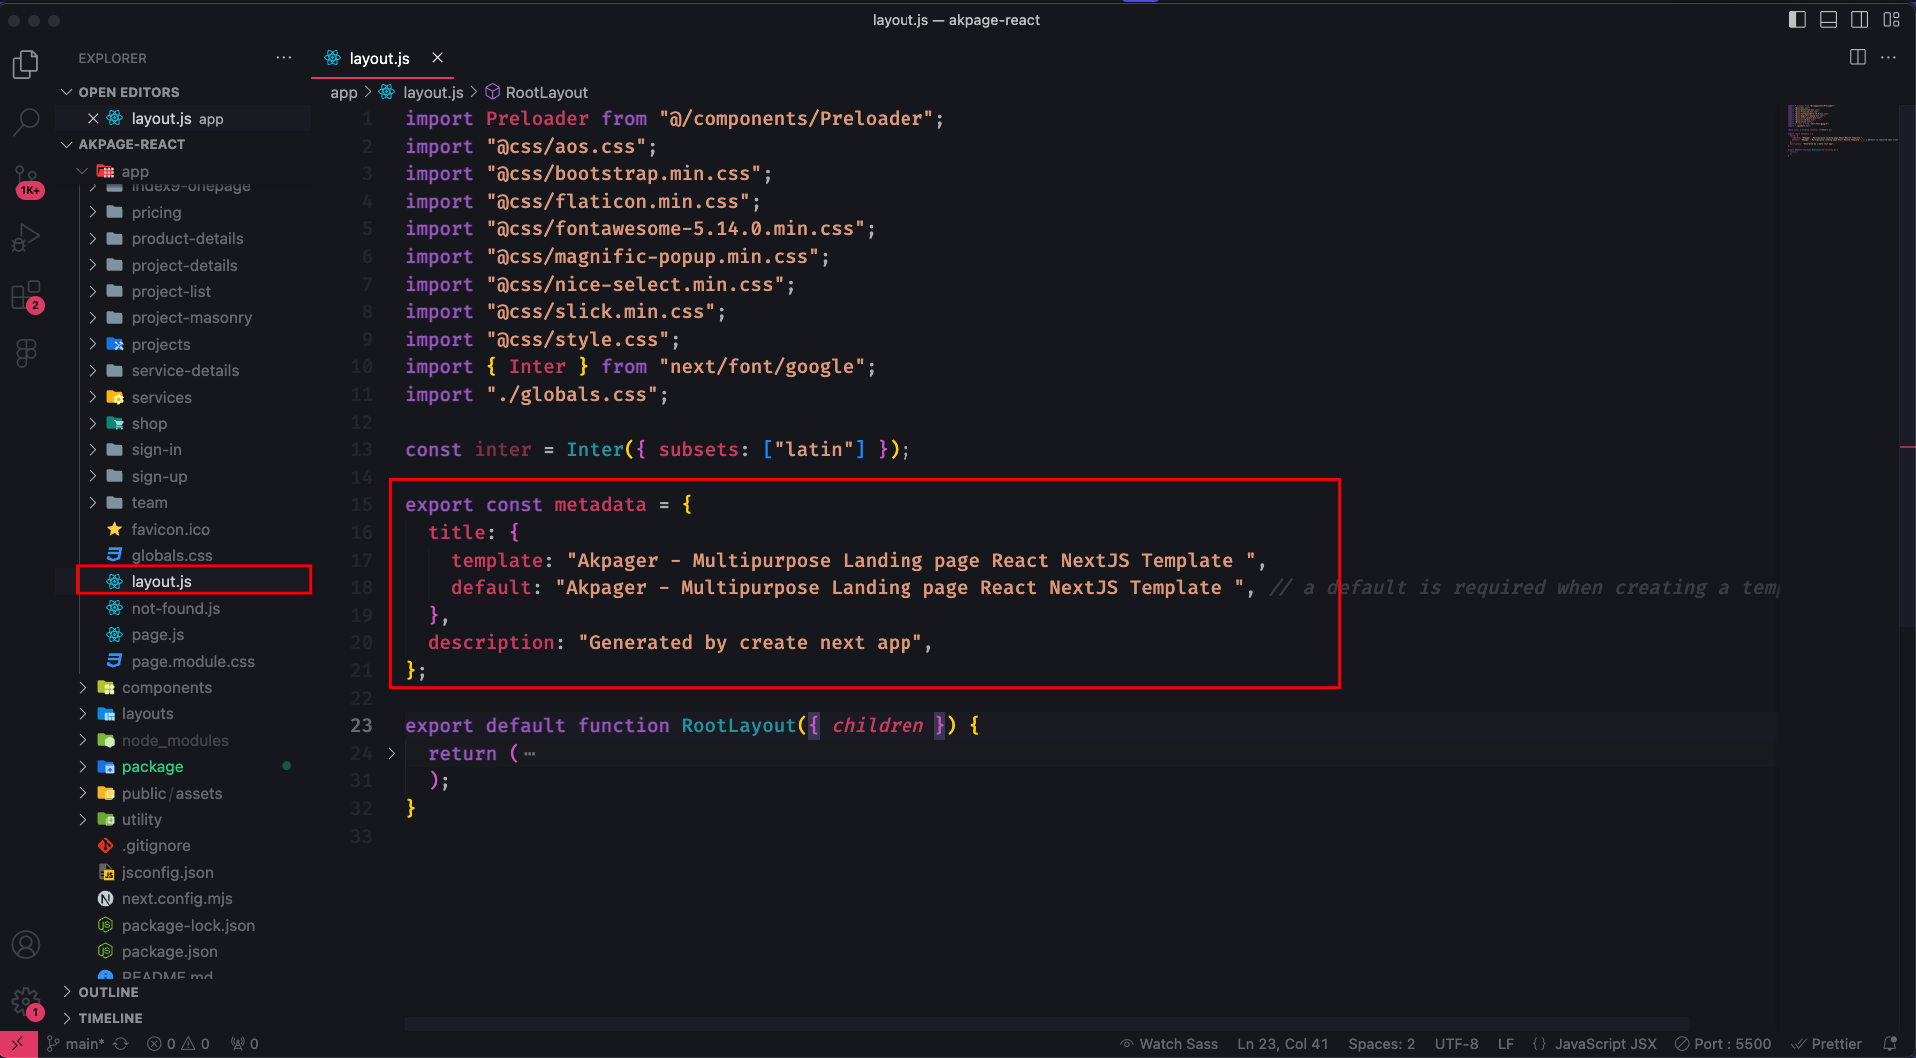 layout.js — akpage-react
EXPLORER
layout.js
OPEN EDITORS
layout.js app
AKPAGE-REACT
app
index9-onepage
pricing
product-details
project-details
project-list
project-masonry
projects
service-details
services
shop
sign-in
sign-up
team
favicon.ico
globals.css
layout.js
not-found.js
page.js
page.module.css
components
layouts
node_modules
package
public/assets
utility
.gitignore
jsconfig.json
next.config.mjs
package-lock.json
package.json
README.md
OUTLINE
TIMELINE
1K+
2
1
app > layout.js > RootLayout
1 import Preloader from "@/components/Preloader";
2 import "@css/aos.css";
3 import "@css/bootstrap.min.css";
4 import "@css/flaticon.min.css";
5 import "@css/fontawesome-5.14.0.min.css";
6 import "@css/magnific-popup.min.css";
7 import "@css/nice-select.min.css";
8 import "@css/slick.min.css";
9 import "@css/style.css";
10 import { Inter } from "next/font/google";
11 import "./globals.css";
12
13 const inter = Inter({ subsets: ["latin"] });
14
15 export const metadata = {
16 title: {
17 template: "Akpager - Multipurpose Landing page React NextJS Template ",
18 default: "Akpager - Multipurpose Landing page React NextJS Template ", // a default is required when creating a tem
19 },
20 description: "Generated by create next app",
21 };
22
23 export default function RootLayout({ children }) {
24 return ( ⋯
31 );
32 }
33
main* 0 0 0 Watch Sass Ln 23, Col 41 Spaces: 2 UTF-8 LF {} JavaScript JSX Port : 5500 Prettier